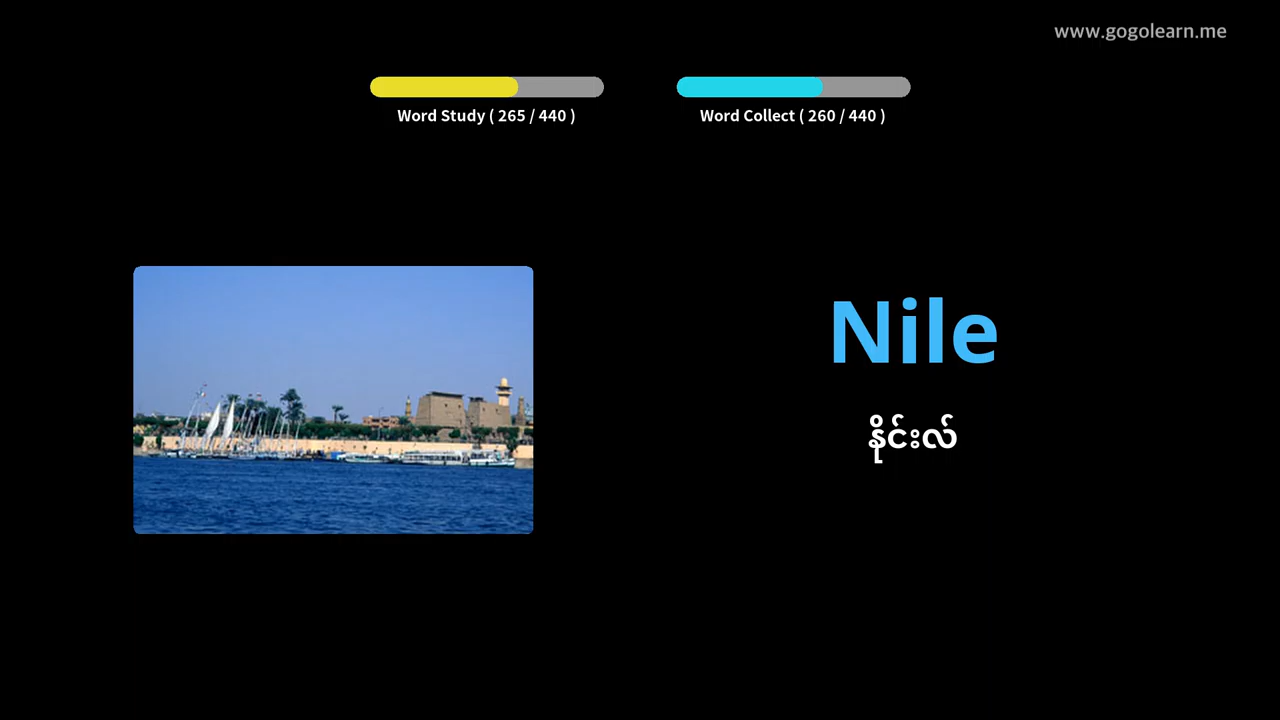 www.gogolearn.me
Word Study ( 265 / 440 )
Word Collect ( 260 / 440 )
Nile
နိုင်းလ်